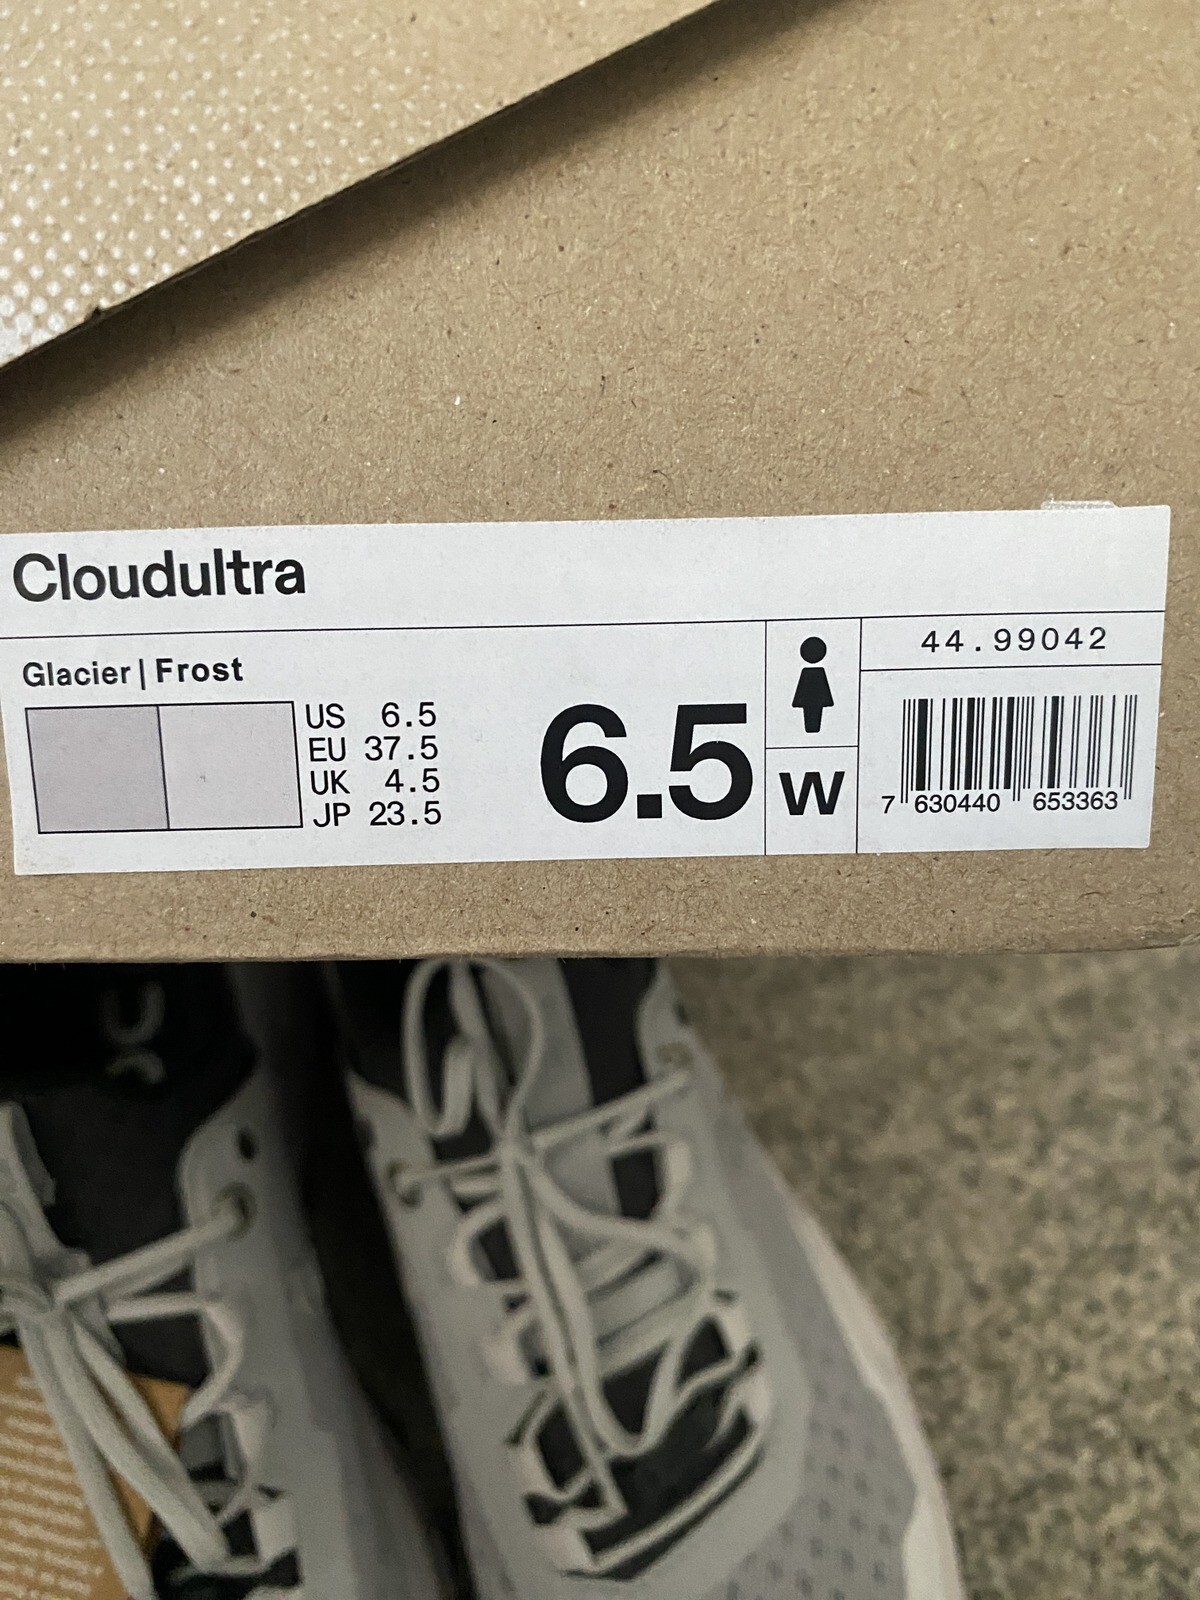 Cloudultra
Glacier | Frost
US 6.5
EU 37.5
UK 4.5
JP 23.5
6.5
W
44.99042
7 630440 653363